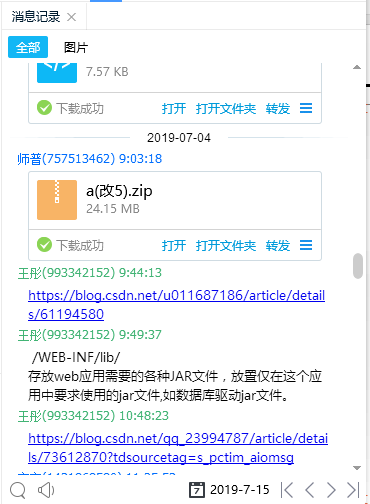 消息记录
全部 图片
7.57 KB
下载成功 打开 打开文件夹 转发
2019-07-04
师普(757513462) 9:03:18
a(改5).zip
24.15 MB
下载成功 打开 打开文件夹 转发
王彤(993342152) 9:44:13
https://blog.csdn.net/u011687186/article/detail
s/61194580
王彤(993342152) 9:49:37
/WEB-INF/lib/
存放web应用需要的各种JAR文件，放置仅在这个应
用中要求使用的jar文件,如数据库驱动jar文件。
王彤(993342152) 10:48:23
https://blog.csdn.net/qq_23994787/article/deta
ils/73612870?tdsourcetag=s_pctim_aiomsg
2019-7-15